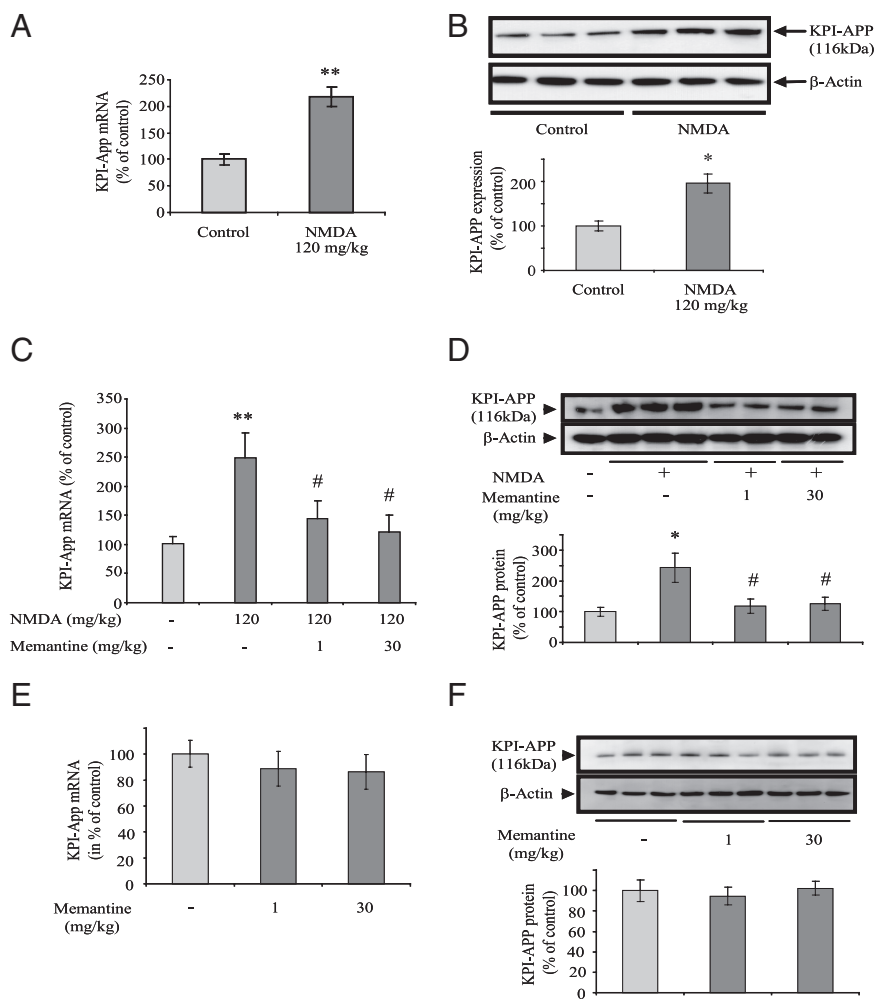 A
KPI-App mRNA
(% of control)
250
200
150
100
50
0
**
Control
NMDA
120 mg/kg
B
KPI-APP
(116kDa)
β-Actin
Control
NMDA
KPI-APP expression
(% of control)
200
100
0
*
Control
NMDA
120 mg/kg
C
KPI-App mRNA (% of control)
350
300
250
200
150
100
50
0
**
#
#
NMDA (mg/kg)
- 120 120 120
Memantine (mg/kg)
- - 1 30
D
KPI-APP
(116kDa)
β-Actin
NMDA - + + +
Memantine - - 1 30
(mg/kg)
KPI-APP protein
(% of control)
300
200
100
0
*
#
#
E
KPI-App mRNA
(in % of control)
100
80
60
40
20
0
Memantine - 1 30
(mg/kg)
F
KPI-APP
(116kDa)
β-Actin
Memantine - 1 30
(mg/kg)
KPI-APP protein
(% of control)
100
80
60
40
20
0